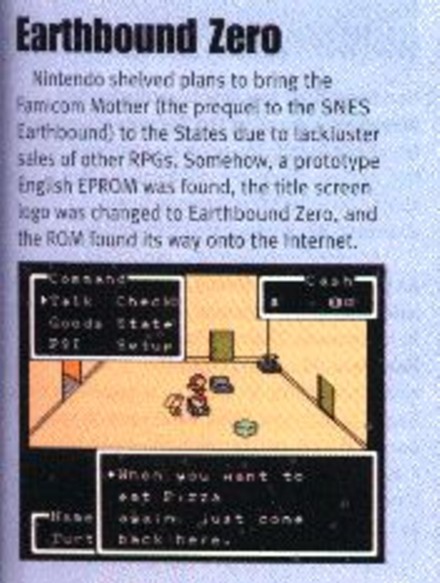 Earthbound Zero
Nintendo shelved plans to bring the
Famicom Mother (the prequel to the SNES
Earthbound) to the States due to lackluster
sales of other RPGs. Somehow, a prototype
English EPROM was found, the title screen
logo was changed to Earthbound Zero, and
the ROM found its way onto the Internet.
Command
Talk Check
Goods State
PSI Setup
Cash
$
Name
When you want to
eat Pizza
again, just come
back here.